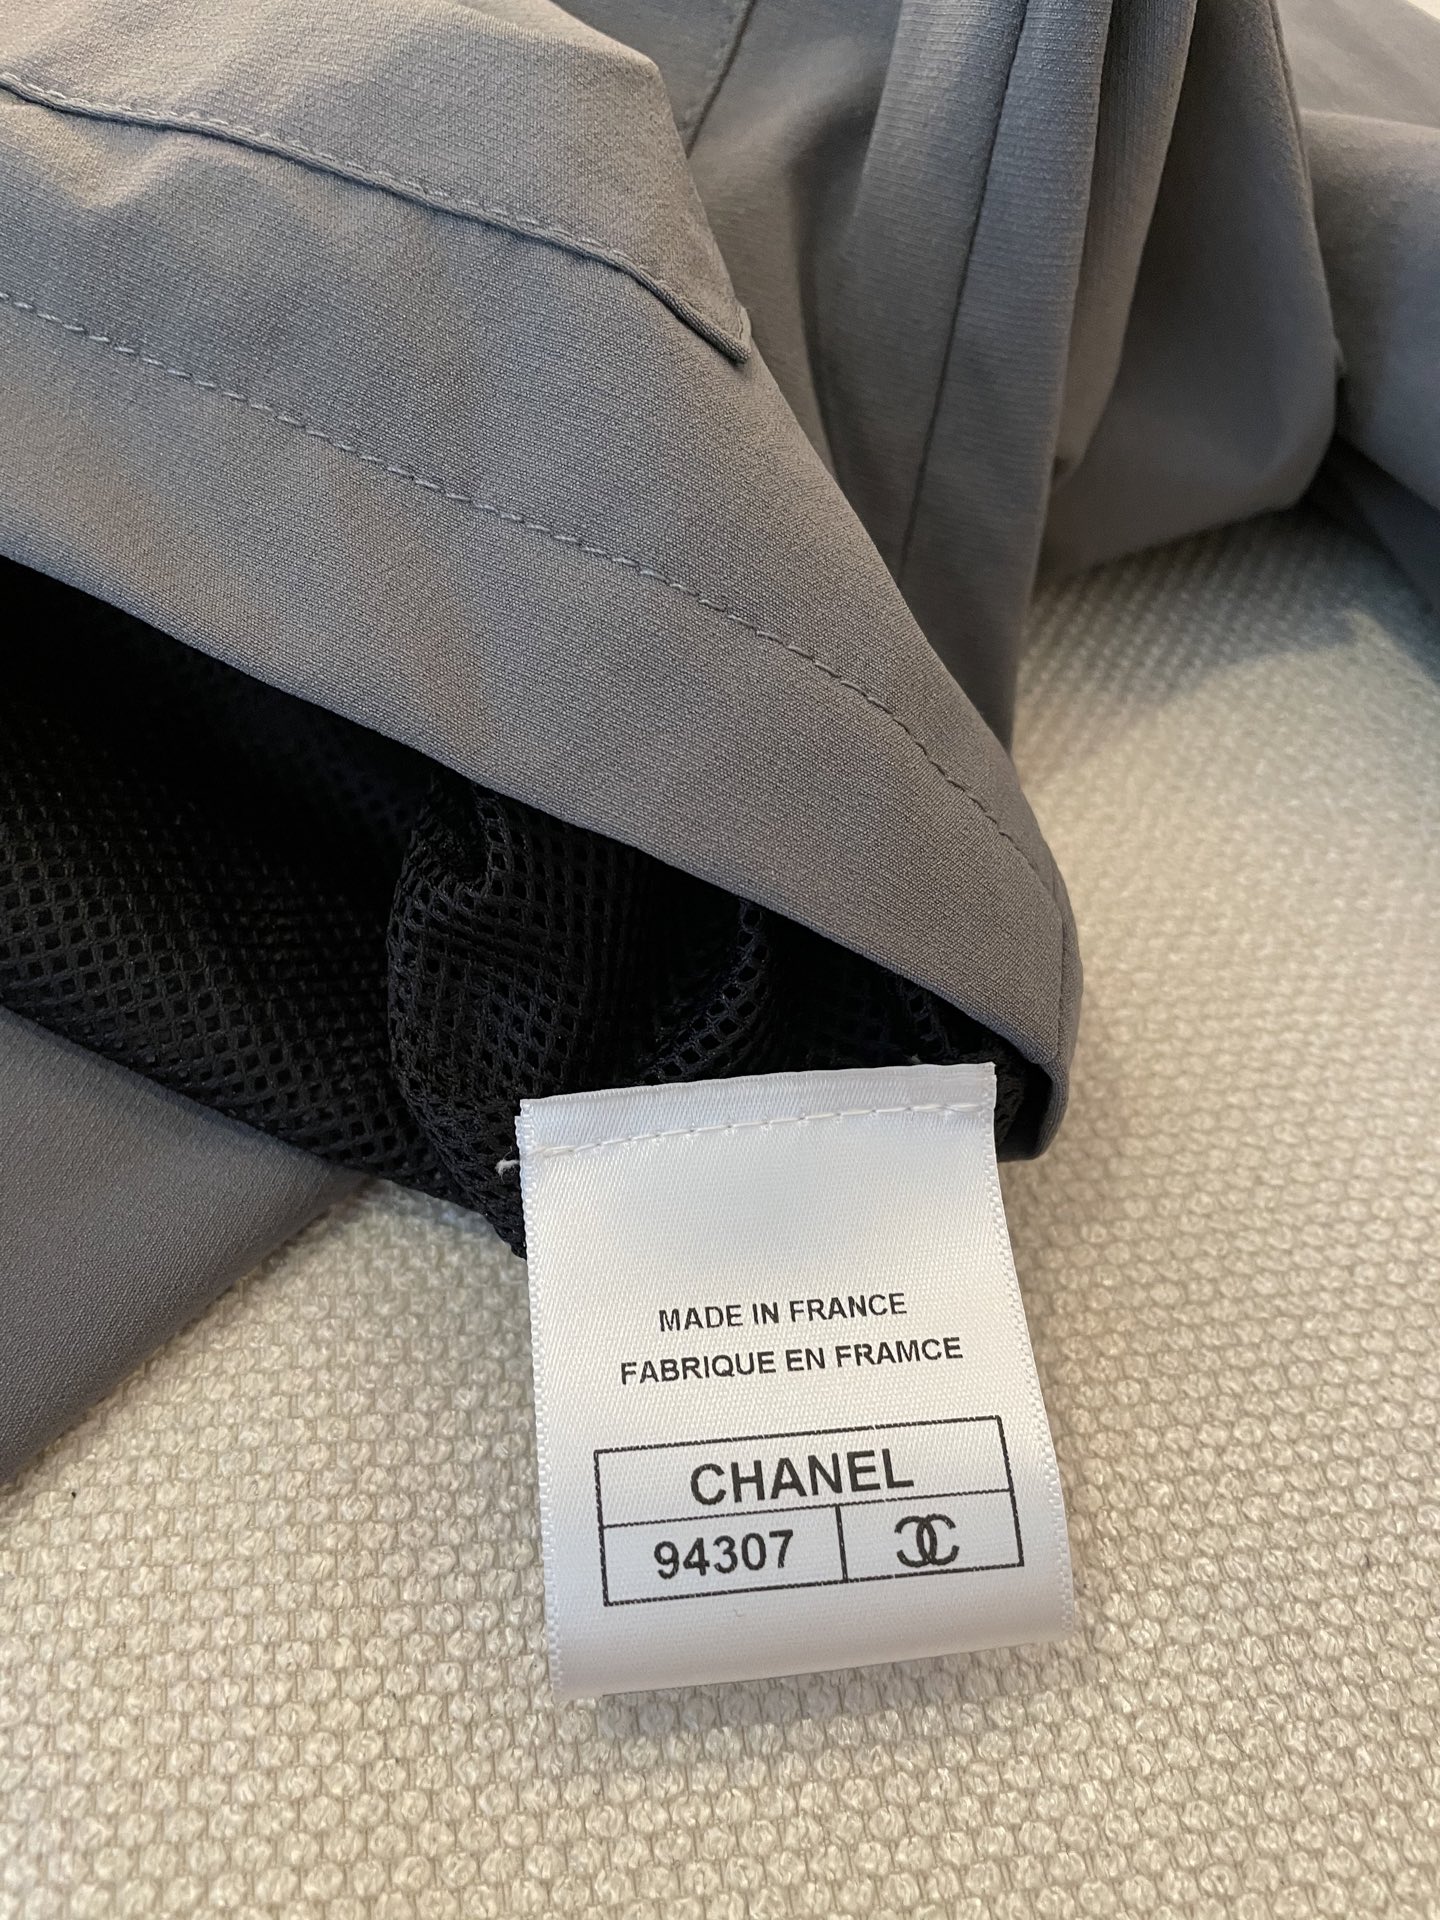 MADE IN FRANCE
FABRIQUE EN FRAMCE
CHANEL
94307